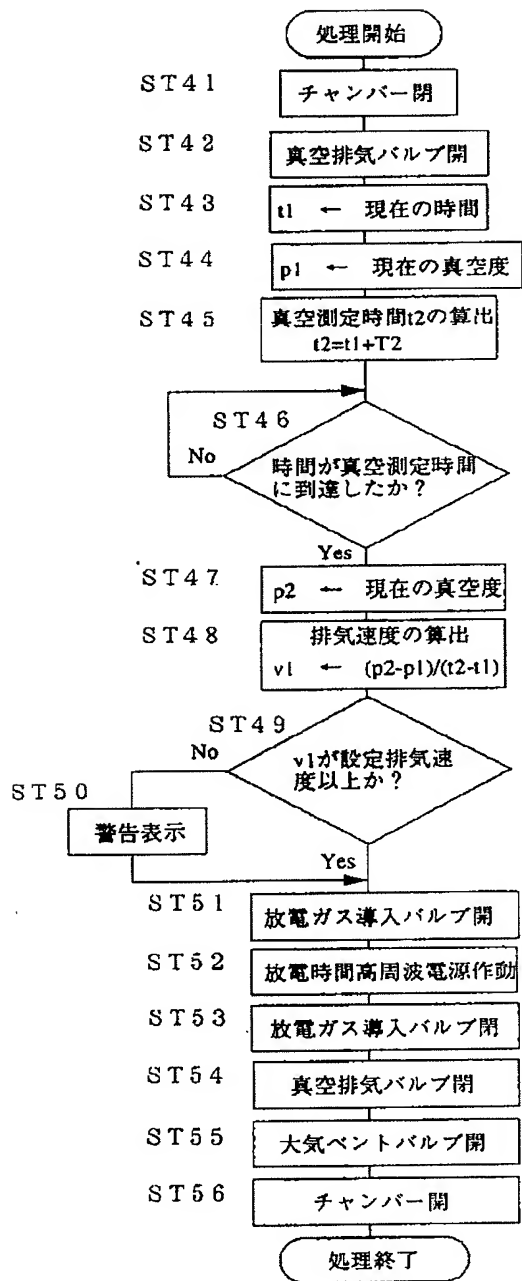 処理開始
ST41
チャンバー閉
ST42
真空排気バルブ開
ST43
t1 ← 現在の時間
ST44
p1 ← 現在の真空度
ST45
真空測定時間t2の算出
t2=t1+T2
ST46
No
時間が真空測定時間
に到達したか？
Yes
ST47
p2 ← 現在の真空度
ST48
排気速度の算出
v1 ← (p2-p1)/(t2-t1)
ST49
No
v1が設定排気速
度以上か？
ST50
警告表示
Yes
ST51
放電ガス導入バルブ開
ST52
放電時間高周波電源作動
ST53
放電ガス導入バルブ閉
ST54
真空排気バルブ閉
ST55
大気ベントバルブ開
ST56
チャンバー開
処理終了